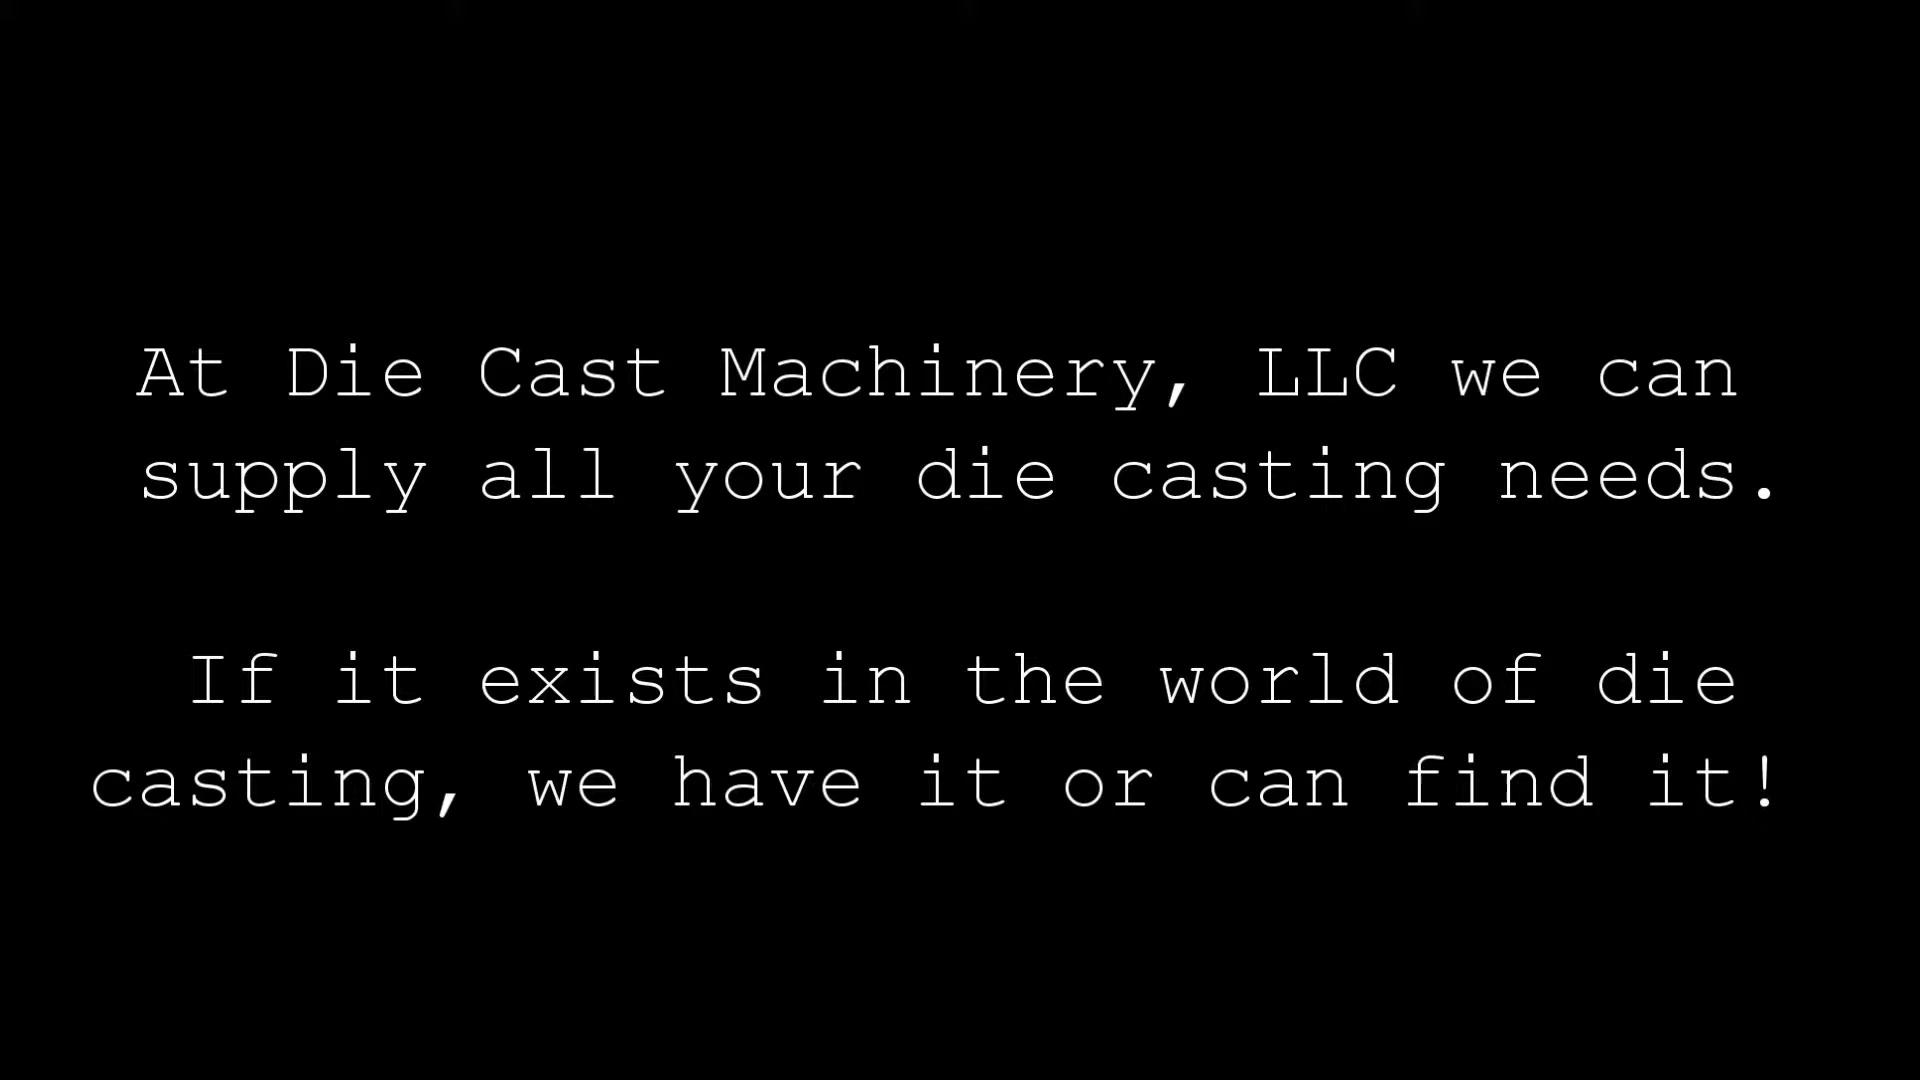 At Die Cast Machinery, LLC we can
supply all your die casting needs.
If it exists in the world of die
casting, we have it or can find it!